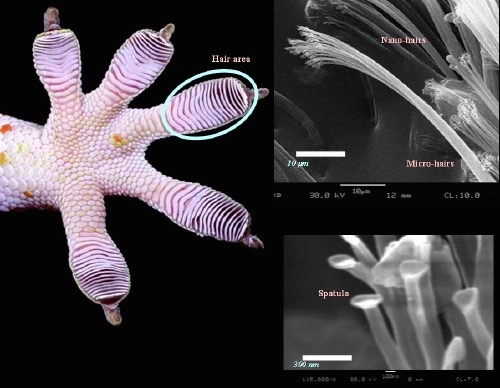 Hair area
Nano-hairs
10 μm
Micro-hairs
10μm
30.0 kV 12 mm CL:10.0
Spatula
300 nm